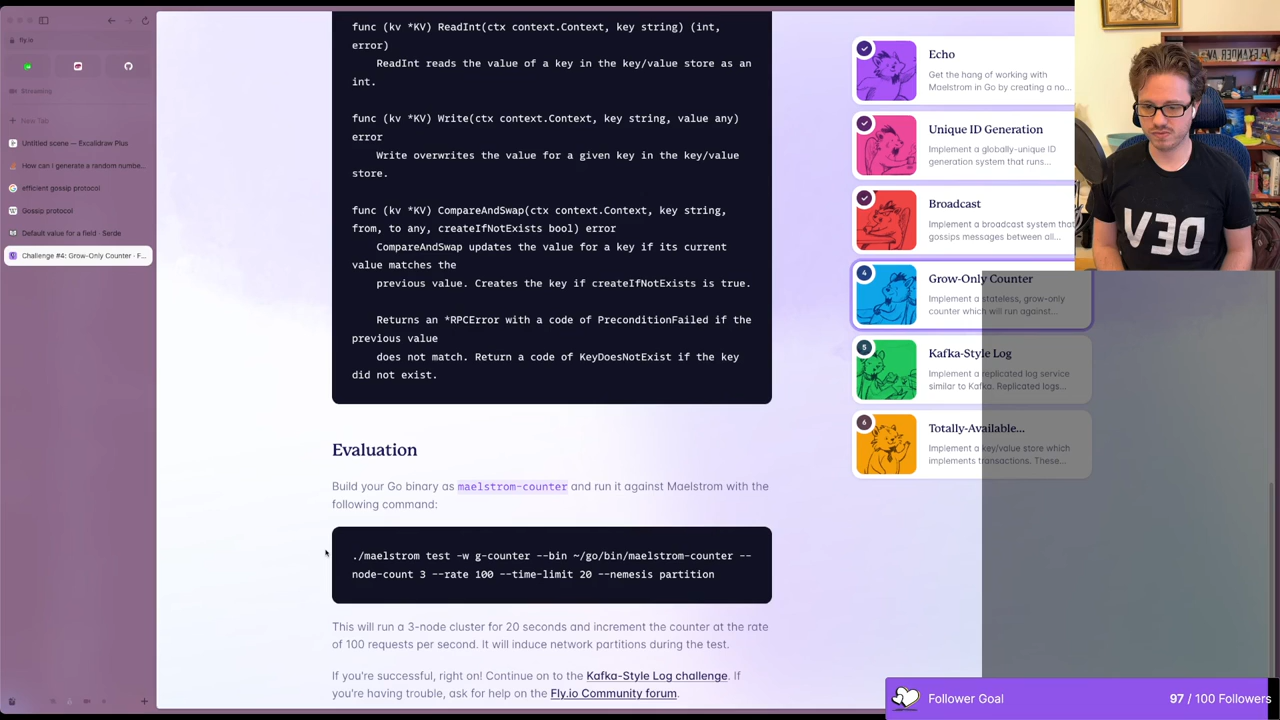 fly.io
Streaming
New Tab
Untitled scene — Excalidraw Plus
How can I generate a random numbe...
efficient gossip protocol
Gossip protocol
Default value for a field · Serde
Challenge #4: Grow-Only Counter · F...
func (kv *KV) ReadInt(ctx context.Context, key string) (int,
error)
ReadInt reads the value of a key in the key/value store as an
int.
func (kv *KV) Write(ctx context.Context, key string, value any)
error
Write overwrites the value for a given key in the key/value
store.
func (kv *KV) CompareAndSwap(ctx context.Context, key string,
from, to any, createIfNotExists bool) error
CompareAndSwap updates the value for a key if its current
value matches the
previous value. Creates the key if createIfNotExists is true.
Returns an *RPCError with a code of PreconditionFailed if the
previous value
does not match. Return a code of KeyDoesNotExist if the key
did not exist.
Evaluation
Build your Go binary as maelstrom-counter and run it against Maelstrom with the
following command:
./maelstrom test -w g-counter --bin ~/go/bin/maelstrom-counter --
node-count 3 --rate 100 --time-limit 20 --nemesis partition
This will run a 3-node cluster for 20 seconds and increment the counter at the rate
of 100 requests per second. It will induce network partitions during the test.
If you're successful, right on! Continue on to the Kafka-Style Log challenge. If
you're having trouble, ask for help on the Fly.io Community forum.
Echo
Get the hang of working with
Maelstrom in Go by creating a no...
Unique ID Generation
Implement a globally-unique ID
generation system that runs...
Broadcast
Implement a broadcast system that
gossips messages between all...
4
Grow-Only Counter
Implement a stateless, grow-only
counter which will run against...
5
Kafka-Style Log
Implement a replicated log service
similar to Kafka. Replicated logs...
6
Totally-Available...
Implement a key/value store which
implements transactions. These...
DEV
Follower Goal
97 / 100 Followers